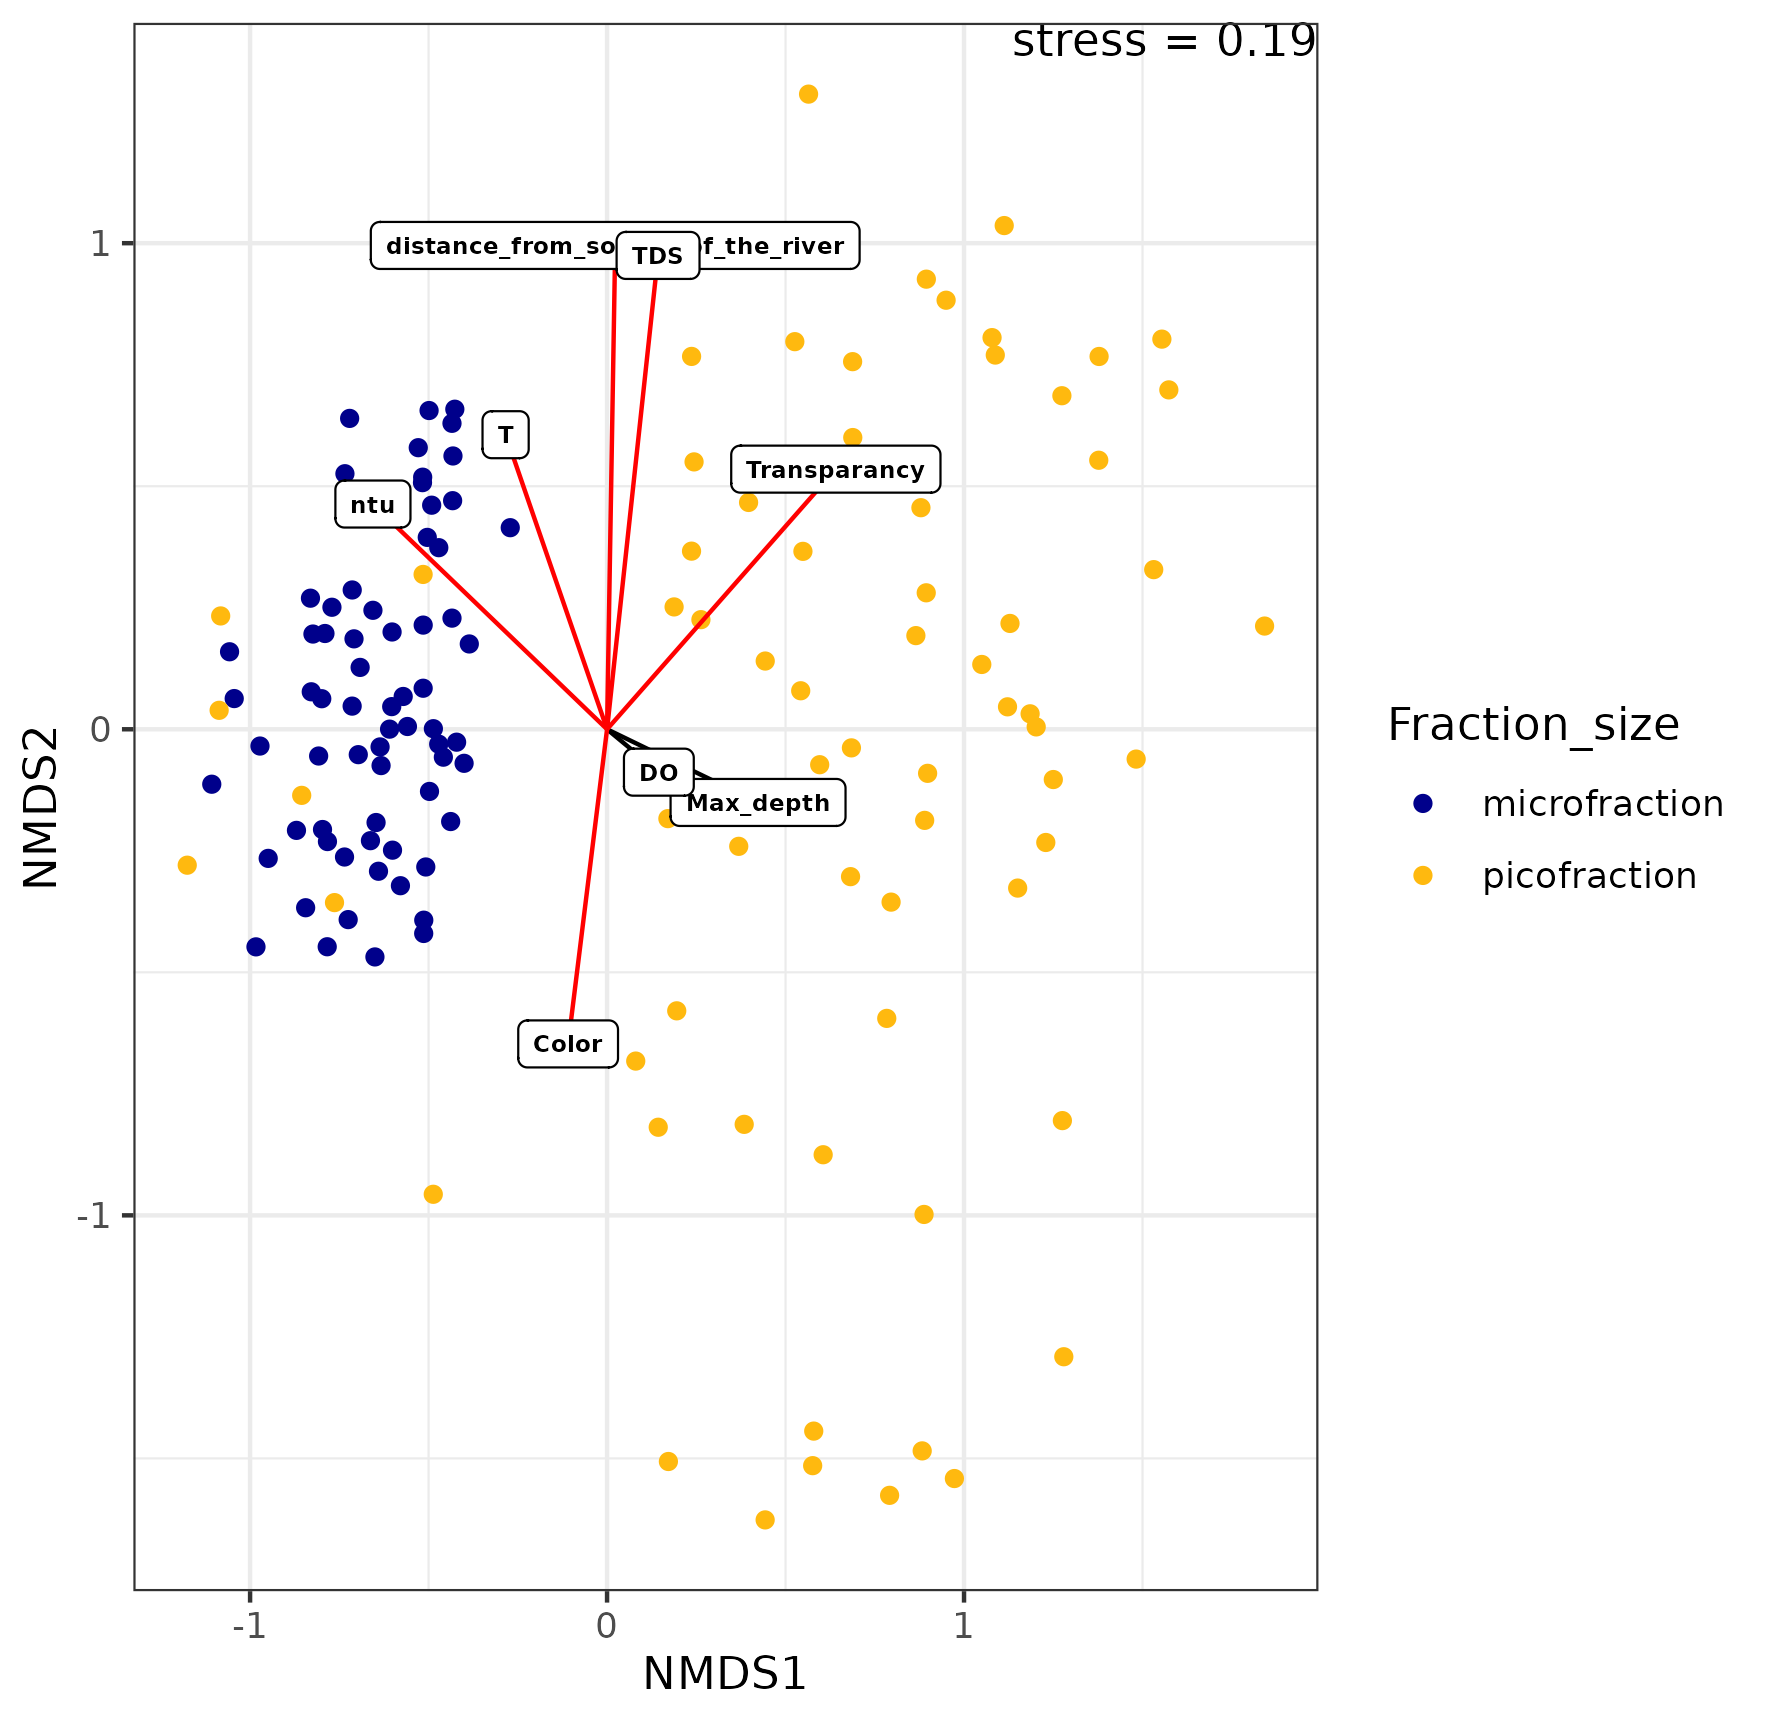 stress = 0.19
distance_from_so f_the_river
TDS
T
Transparancy
ntu
DO
Max_depth
Color
1
0
-1
NMDS2
-1 0 1
NMDS1
Fraction_size
microfraction
picofraction